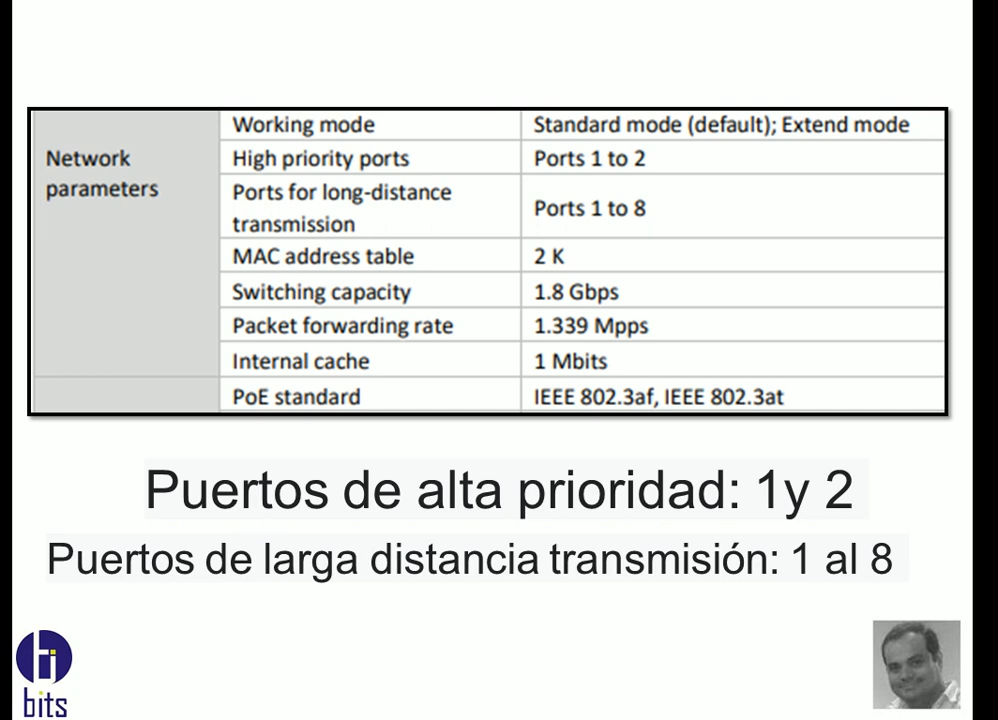 Network
parameters
Working mode
Standard mode (default); Extend mode
High priority ports
Ports 1 to 2
Ports for long-distance
transmission
Ports 1 to 8
MAC address table
2 K
Switching capacity
1.8 Gbps
Packet forwarding rate
1.339 Mpps
Internal cache
1 Mbits
PoE standard
IEEE 802.3af, IEEE 802.3at
Puertos de alta prioridad: 1y 2
Puertos de larga distancia transmisión: 1 al 8
bits